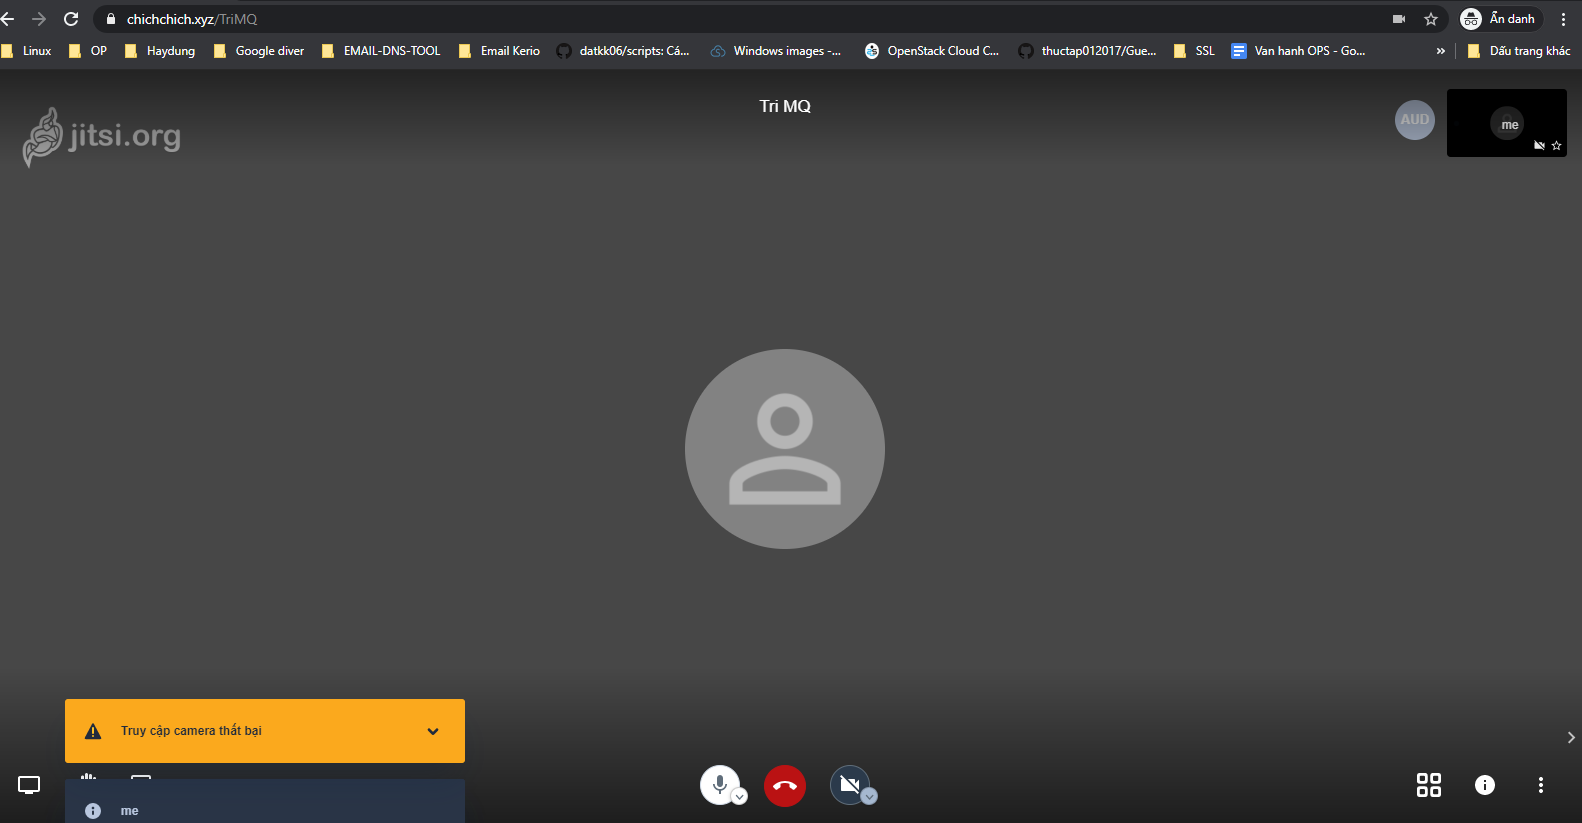 chichchich.xyz/TriMQ
Ẩn danh
Linux OP Haydung Google diver EMAIL-DNS-TOOL Email Kerio datkk06/scripts: Cá... Windows images -... OpenStack Cloud C... thuctap012017/Gue... SSL Van hanh OPS - Go... » Dấu trang khác
jitsi.org
Tri MQ
AUD
me
Truy cập camera thất bại
me